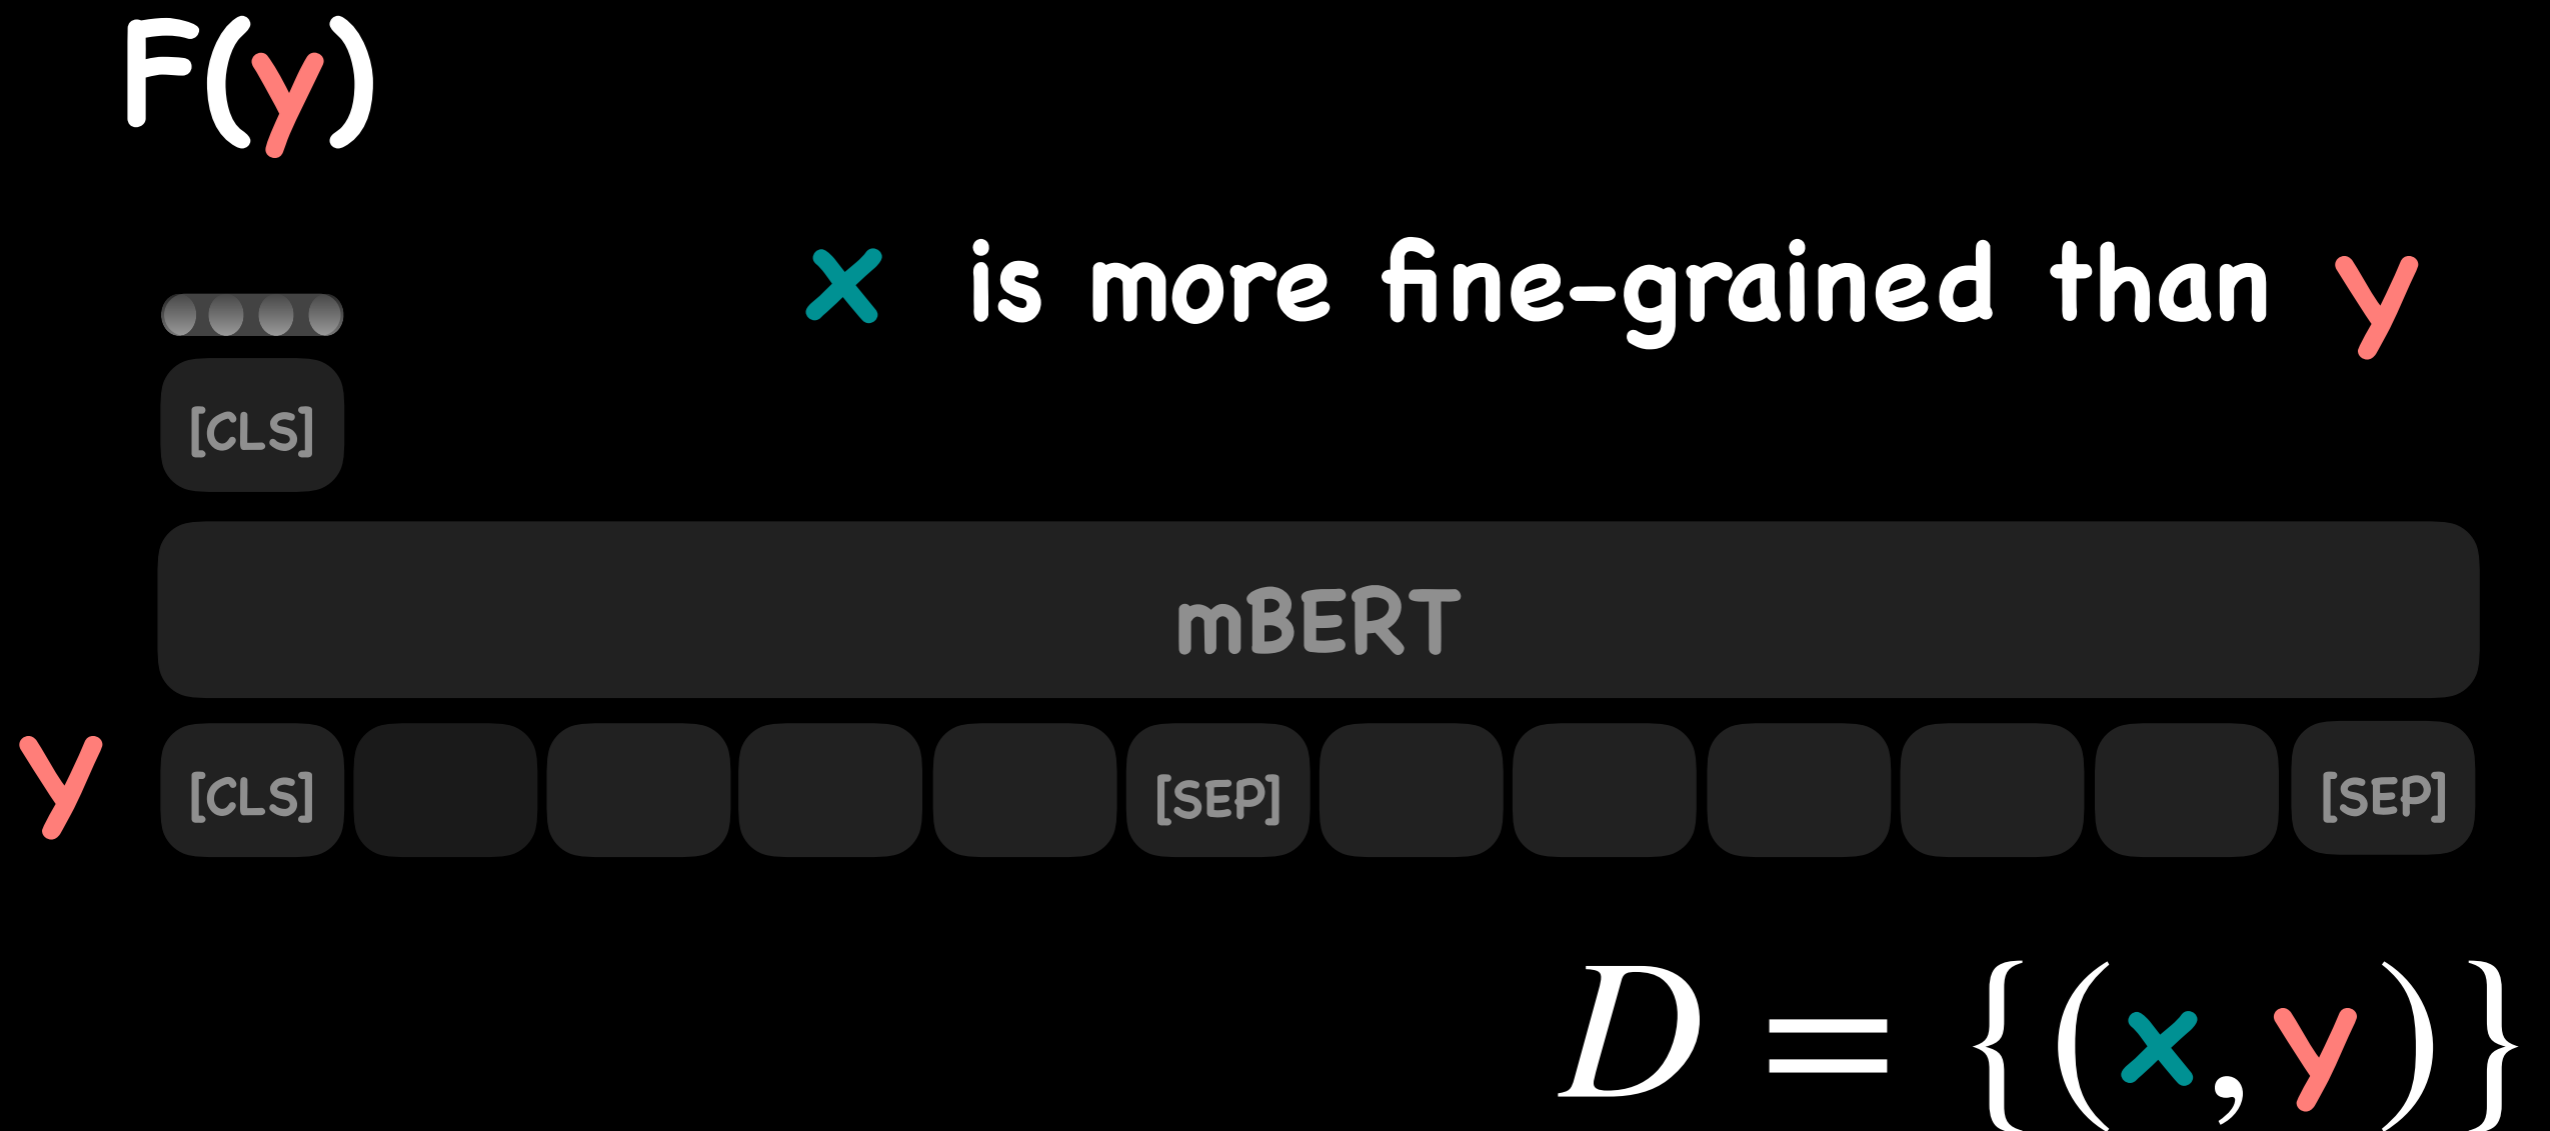 F(y)
x is more fine-grained than y
[CLS]
mBERT
y [CLS] [SEP] [SEP]
D = {(x, y)}